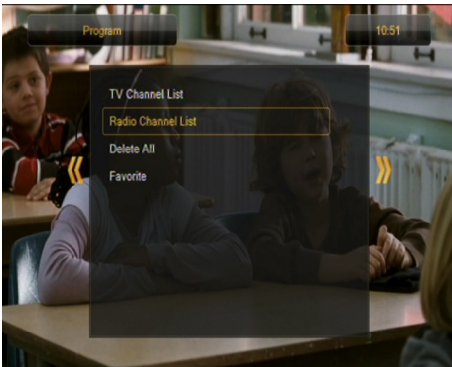 Program
10:51
TV Channel List
Radio Channel List
Delete All
Favorite